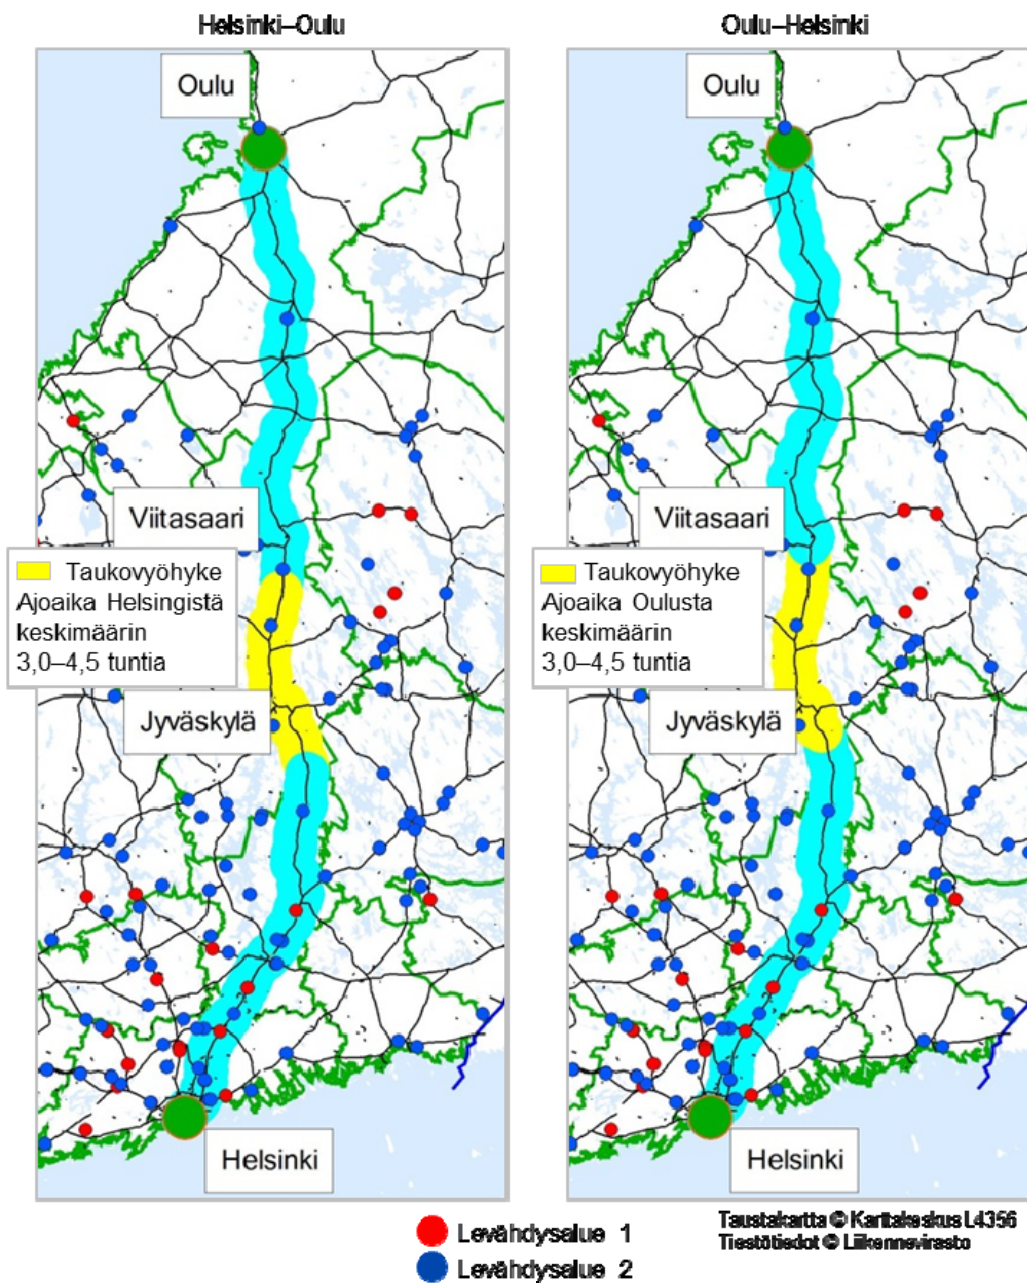 Helsinki–Oulu
Oulu–Helsinki
Oulu
Viitasaari
Taukovyöhyke
Ajoaika Helsingistä
keskimäärin
3,0–4,5 tuntia
Jyväskylä
Helsinki
Oulu
Viitasaari
Taukovyöhyke
Ajoaika Oulusta
keskimäärin
3,0–4,5 tuntia
Jyväskylä
Helsinki
Levähdysalue 1
Levähdysalue 2
Taustakartta © Karttakeskus L4356
Tiestötiedot © Liikennevirasto